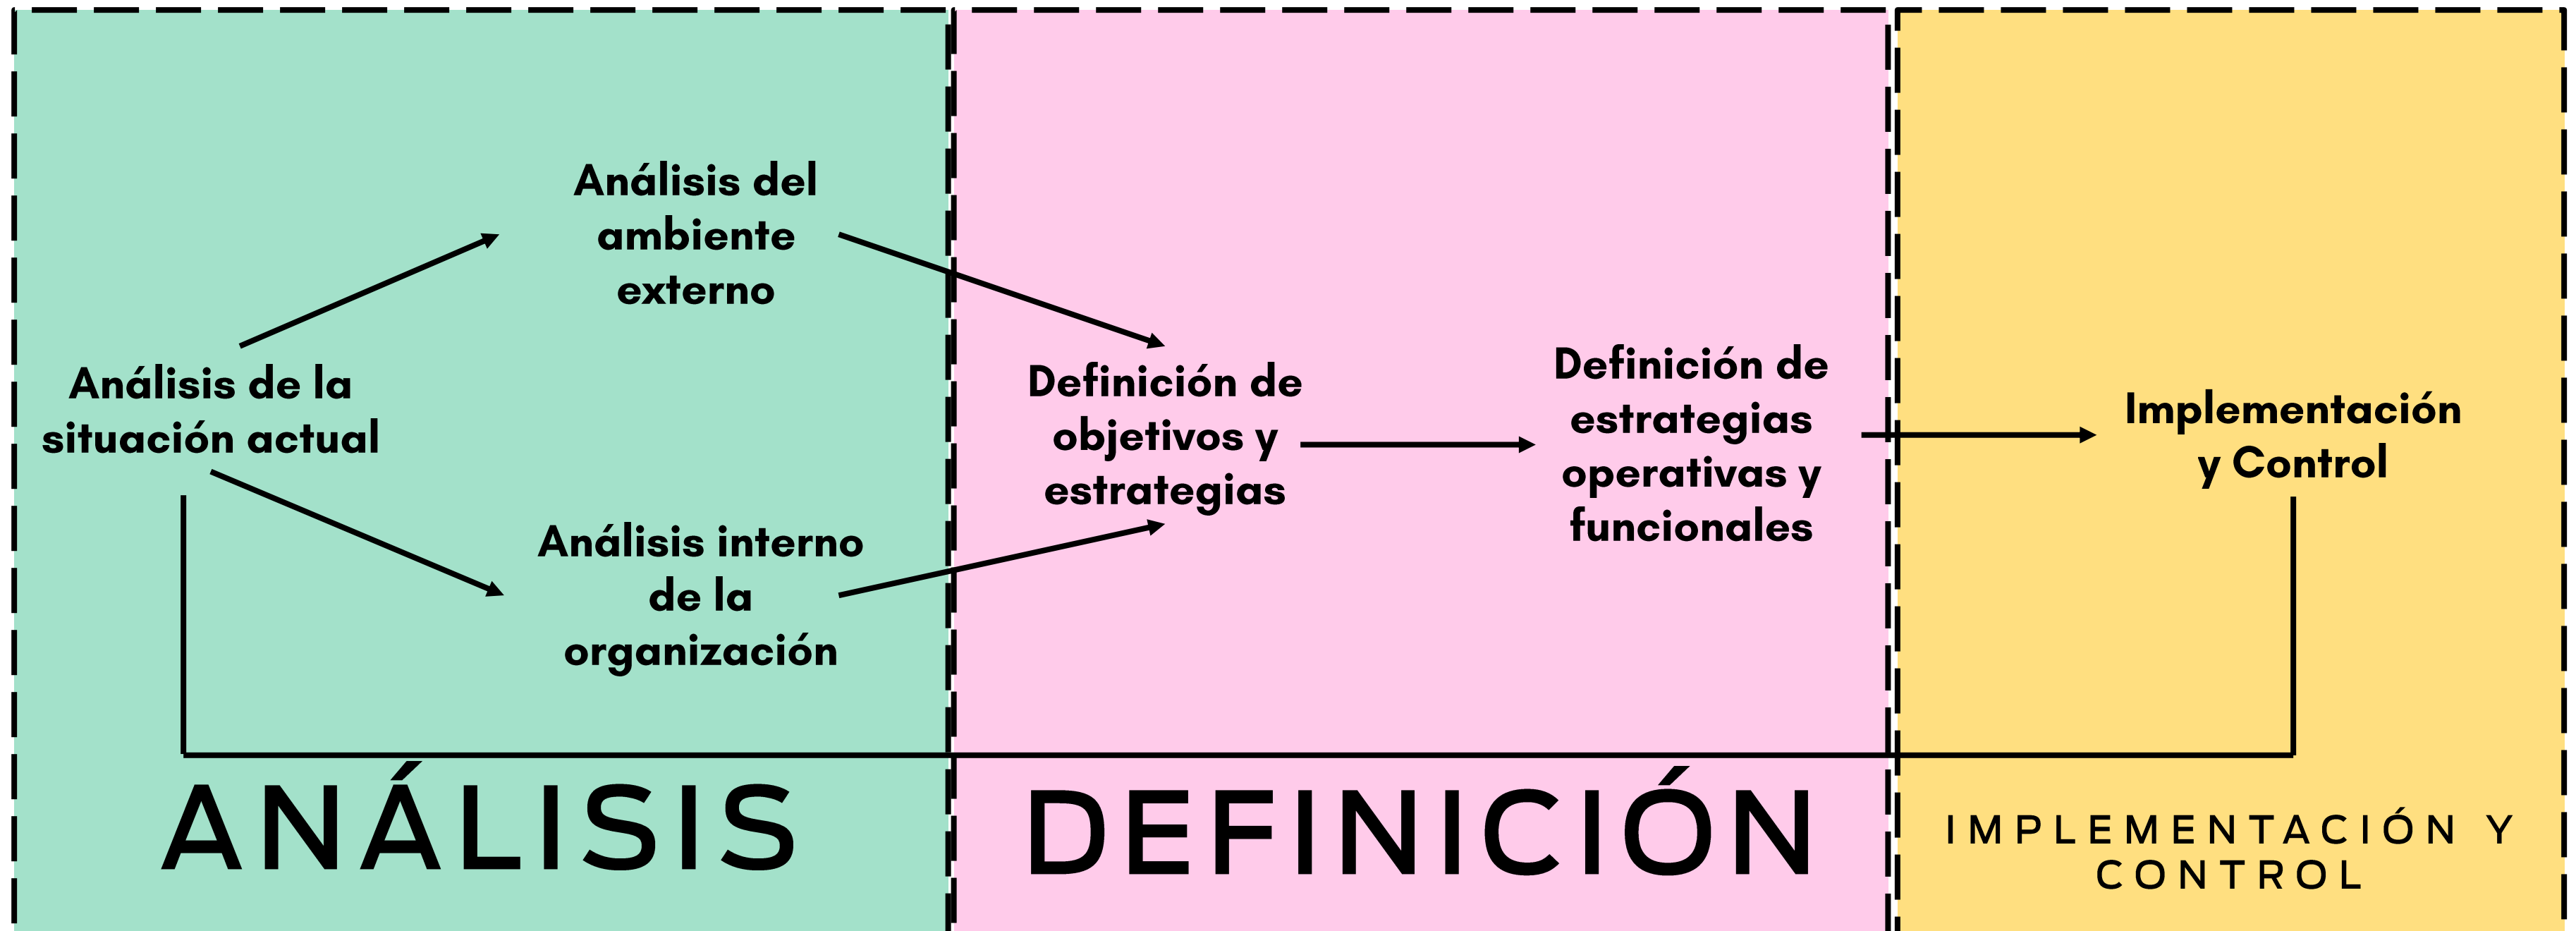 Análisis de la
situación actual
Análisis del
ambiente
externo
Análisis interno
de la
organización
Definición de
objetivos y
estrategias
Definición de
estrategias
operativas y
funcionales
Implementación
y Control
ANÁLISIS
DEFINICIÓN
IMPLEMENTACIÓN Y
CONTROL